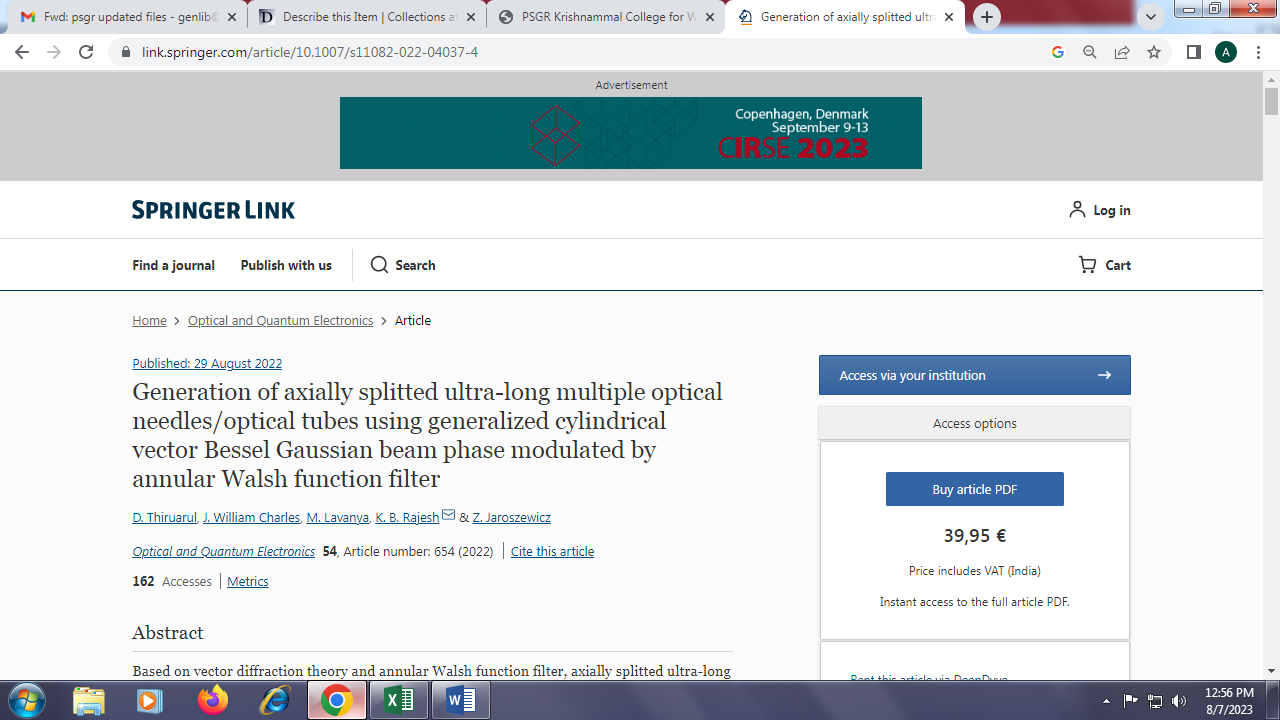 Fwd: psgr updated files - genlib@
Describe this Item | Collections at
PSGR Krishnammal College for W
Generation of axially splitted ultra
link.springer.com/article/10.1007/s11082-022-04037-4
A
Advertisement
Copenhagen, Denmark
September 9-13
CIRSE 2023
SPRINGER LINK
Log in
Find a journal
Publish with us
Search
Cart
Home > Optical and Quantum Electronics > Article
Published: 29 August 2022
Generation of axially splitted ultra-long multiple optical
needles/optical tubes using generalized cylindrical
vector Bessel Gaussian beam phase modulated by
annular Walsh function filter
D. Thiruarul, J. William Charles, M. Lavanya, K. B. Rajesh & Z. Jaroszewicz
Optical and Quantum Electronics 54, Article number: 654 (2022) | Cite this article
162 Accesses | Metrics
Abstract
Based on vector diffraction theory and annular Walsh function filter, axially splitted ultra-long
Access via your institution
Access options
Buy article PDF
39,95 €
Price includes VAT (India)
Instant access to the full article PDF.
Rent this article via DeepDyve
12:56 PM
8/7/2023